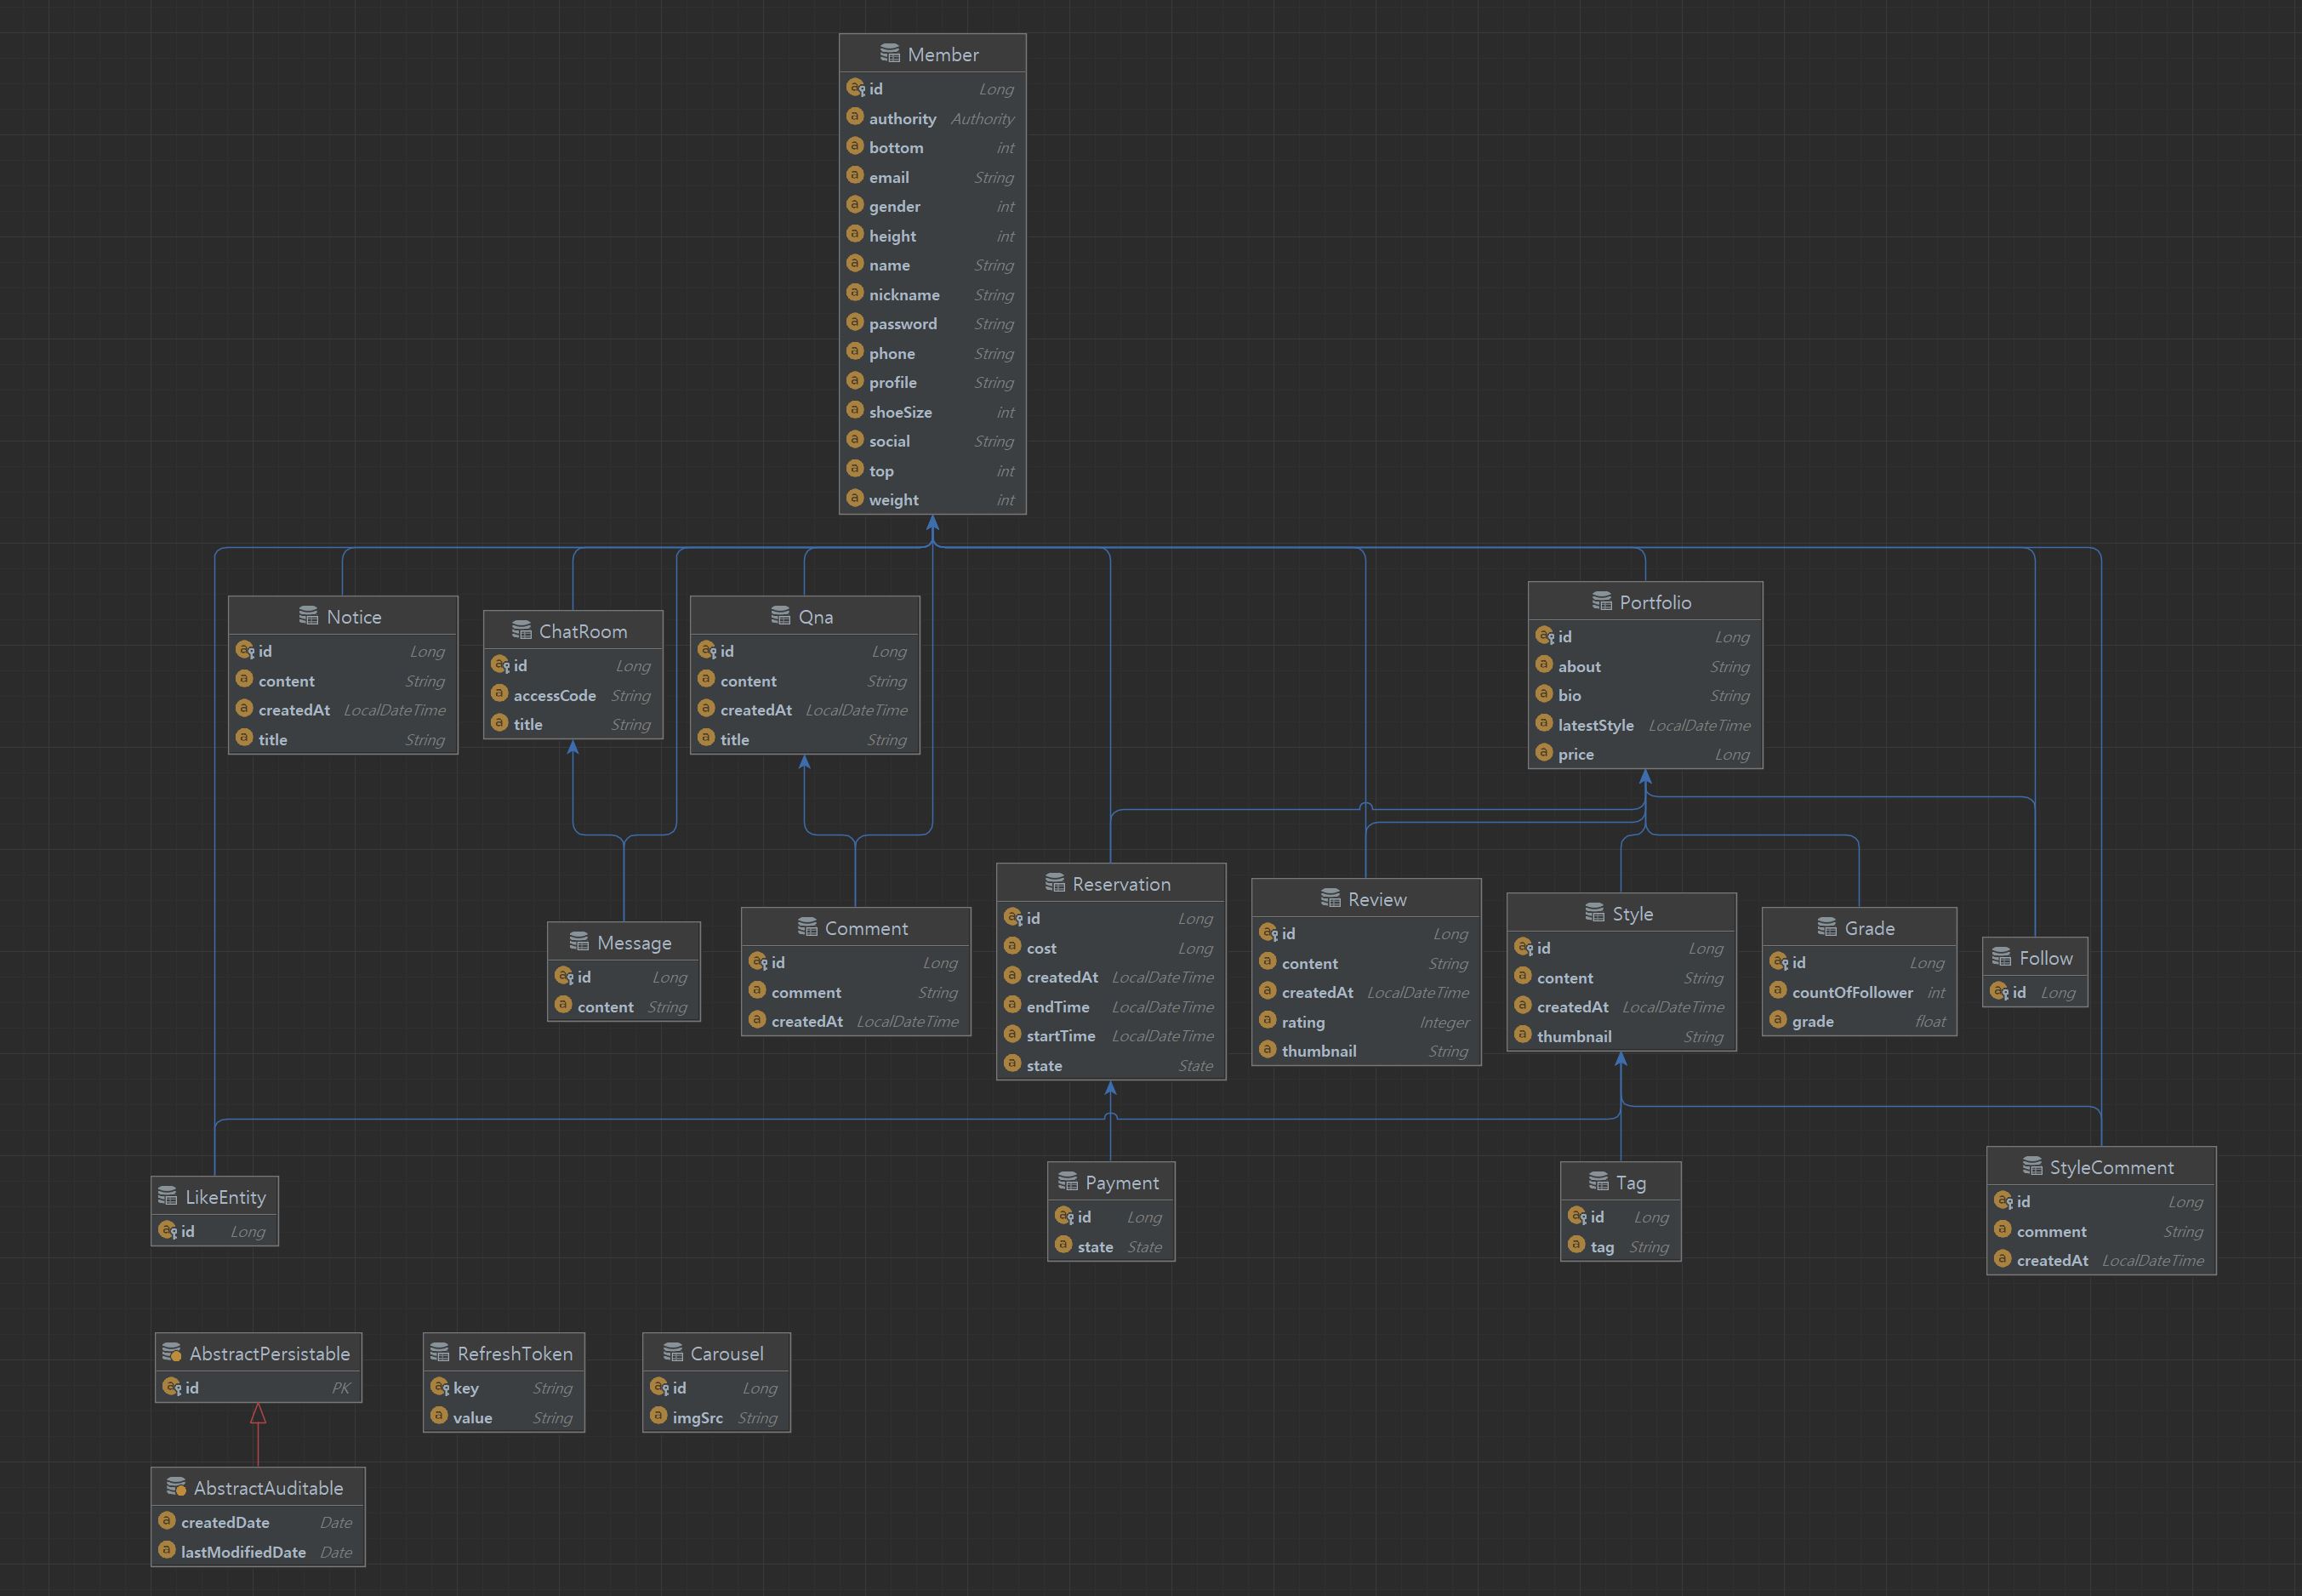 Member
id Long
authority Authority
bottom int
email String
gender int
height int
name String
nickname String
password String
phone String
profile String
shoeSize int
social String
top int
weight int
Notice
id Long
content String
createdAt LocalDateTime
title String
ChatRoom
id Long
accessCode String
title String
Qna
id Long
content String
createdAt LocalDateTime
title String
Portfolio
id Long
about String
bio String
latestStyle LocalDateTime
price Long
Message
id Long
content String
Comment
id Long
comment String
createdAt LocalDateTime
Reservation
id Long
cost Long
createdAt LocalDateTime
endTime LocalDateTime
startTime LocalDateTime
state State
Review
id Long
content String
createdAt LocalDateTime
rating Integer
thumbnail String
Style
id Long
content String
createdAt LocalDateTime
thumbnail String
Grade
id Long
countOfFollower int
grade float
Follow
id Long
LikeEntity
id Long
Payment
id Long
state State
Tag
id Long
tag String
StyleComment
id Long
comment String
createdAt LocalDateTime
AbstractPersistable
id PK
RefreshToken
key String
value String
Carousel
id Long
imgSrc String
AbstractAuditable
createdDate Date
lastModifiedDate Date